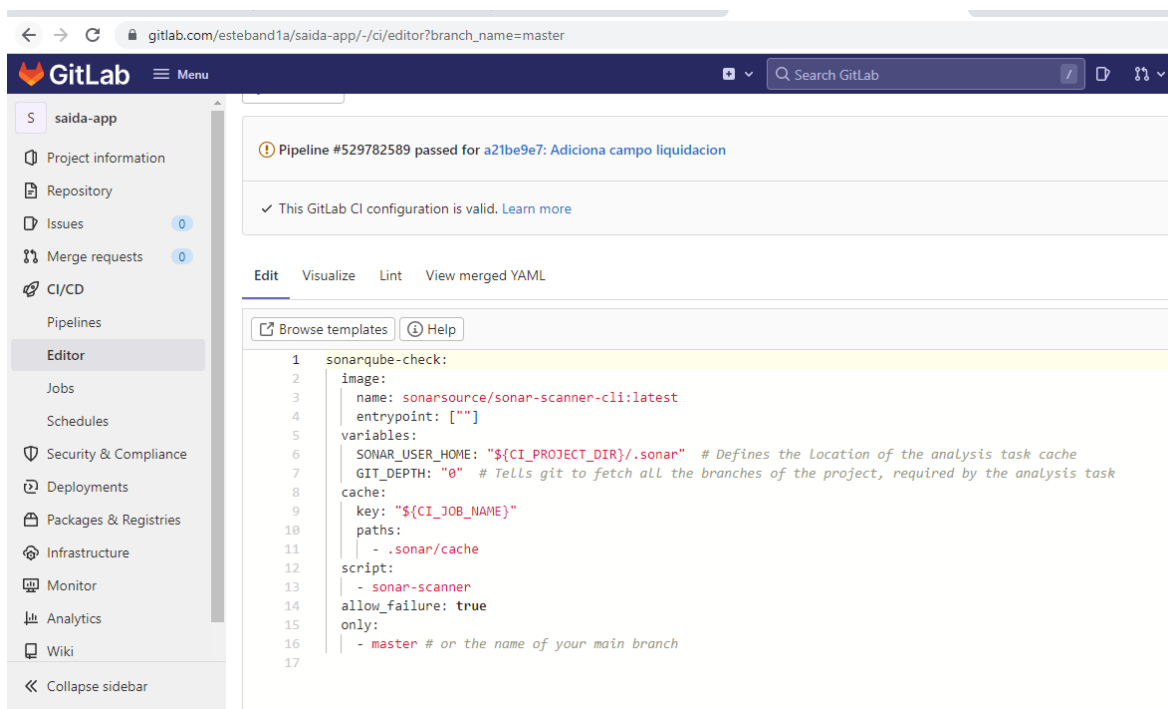 gitlab.com/esteband1a/saida-app/-/ci/editor?branch_name=master
GitLab Menu Search GitLab /
S saida-app
Project information
Repository
Issues 0
Merge requests 0
CI/CD
Pipelines
Editor
Jobs
Schedules
Security & Compliance
Deployments
Packages & Registries
Infrastructure
Monitor
Analytics
Wiki
Collapse sidebar
Pipeline #529782589 passed for a21be9e7: Adiciona campo liquidacion
This GitLab CI configuration is valid. Learn more
Edit Visualize Lint View merged YAML
Browse templates Help
1 sonarqube-check:
2 image:
3 name: sonarsource/sonar-scanner-cli:latest
4 entrypoint: [""]
5 variables:
6 SONAR_USER_HOME: "${CI_PROJECT_DIR}/.sonar" # Defines the location of the analysis task cache
7 GIT_DEPTH: "0" # Tells git to fetch all the branches of the project, required by the analysis task
8 cache:
9 key: "${CI_JOB_NAME}"
10 paths:
11 - .sonar/cache
12 script:
13 - sonar-scanner
14 allow_failure: true
15 only:
16 - master # or the name of your main branch
17